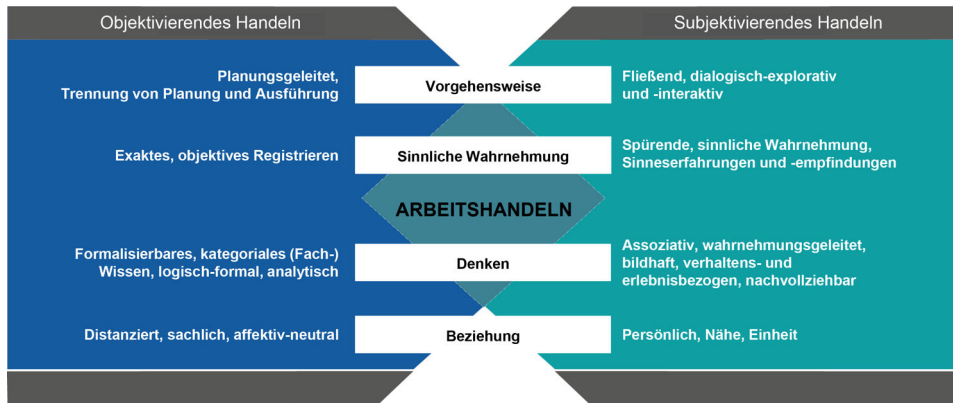 Objektivierendes Handeln
Subjektivierendes Handeln
Planungsgeleitet,
Trennung von Planung und Ausführung
Vorgehensweise
Fließend, dialogisch-explorativ
und -interaktiv
Exaktes, objektives Registrieren
Sinnliche Wahrnehmung
Spürende, sinnliche Wahrnehmung,
Sinneserfahrungen und -empfindungen
ARBEITSHANDELN
Formalisierbares, kategoriales (Fach-)
Wissen, logisch-formal, analytisch
Denken
Assoziativ, wahrnehmungsgeleitet,
bildhaft, verhaltens- und
erlebnisbezogen, nachvollziehbar
Distanziert, sachlich, affektiv-neutral
Beziehung
Persönlich, Nähe, Einheit